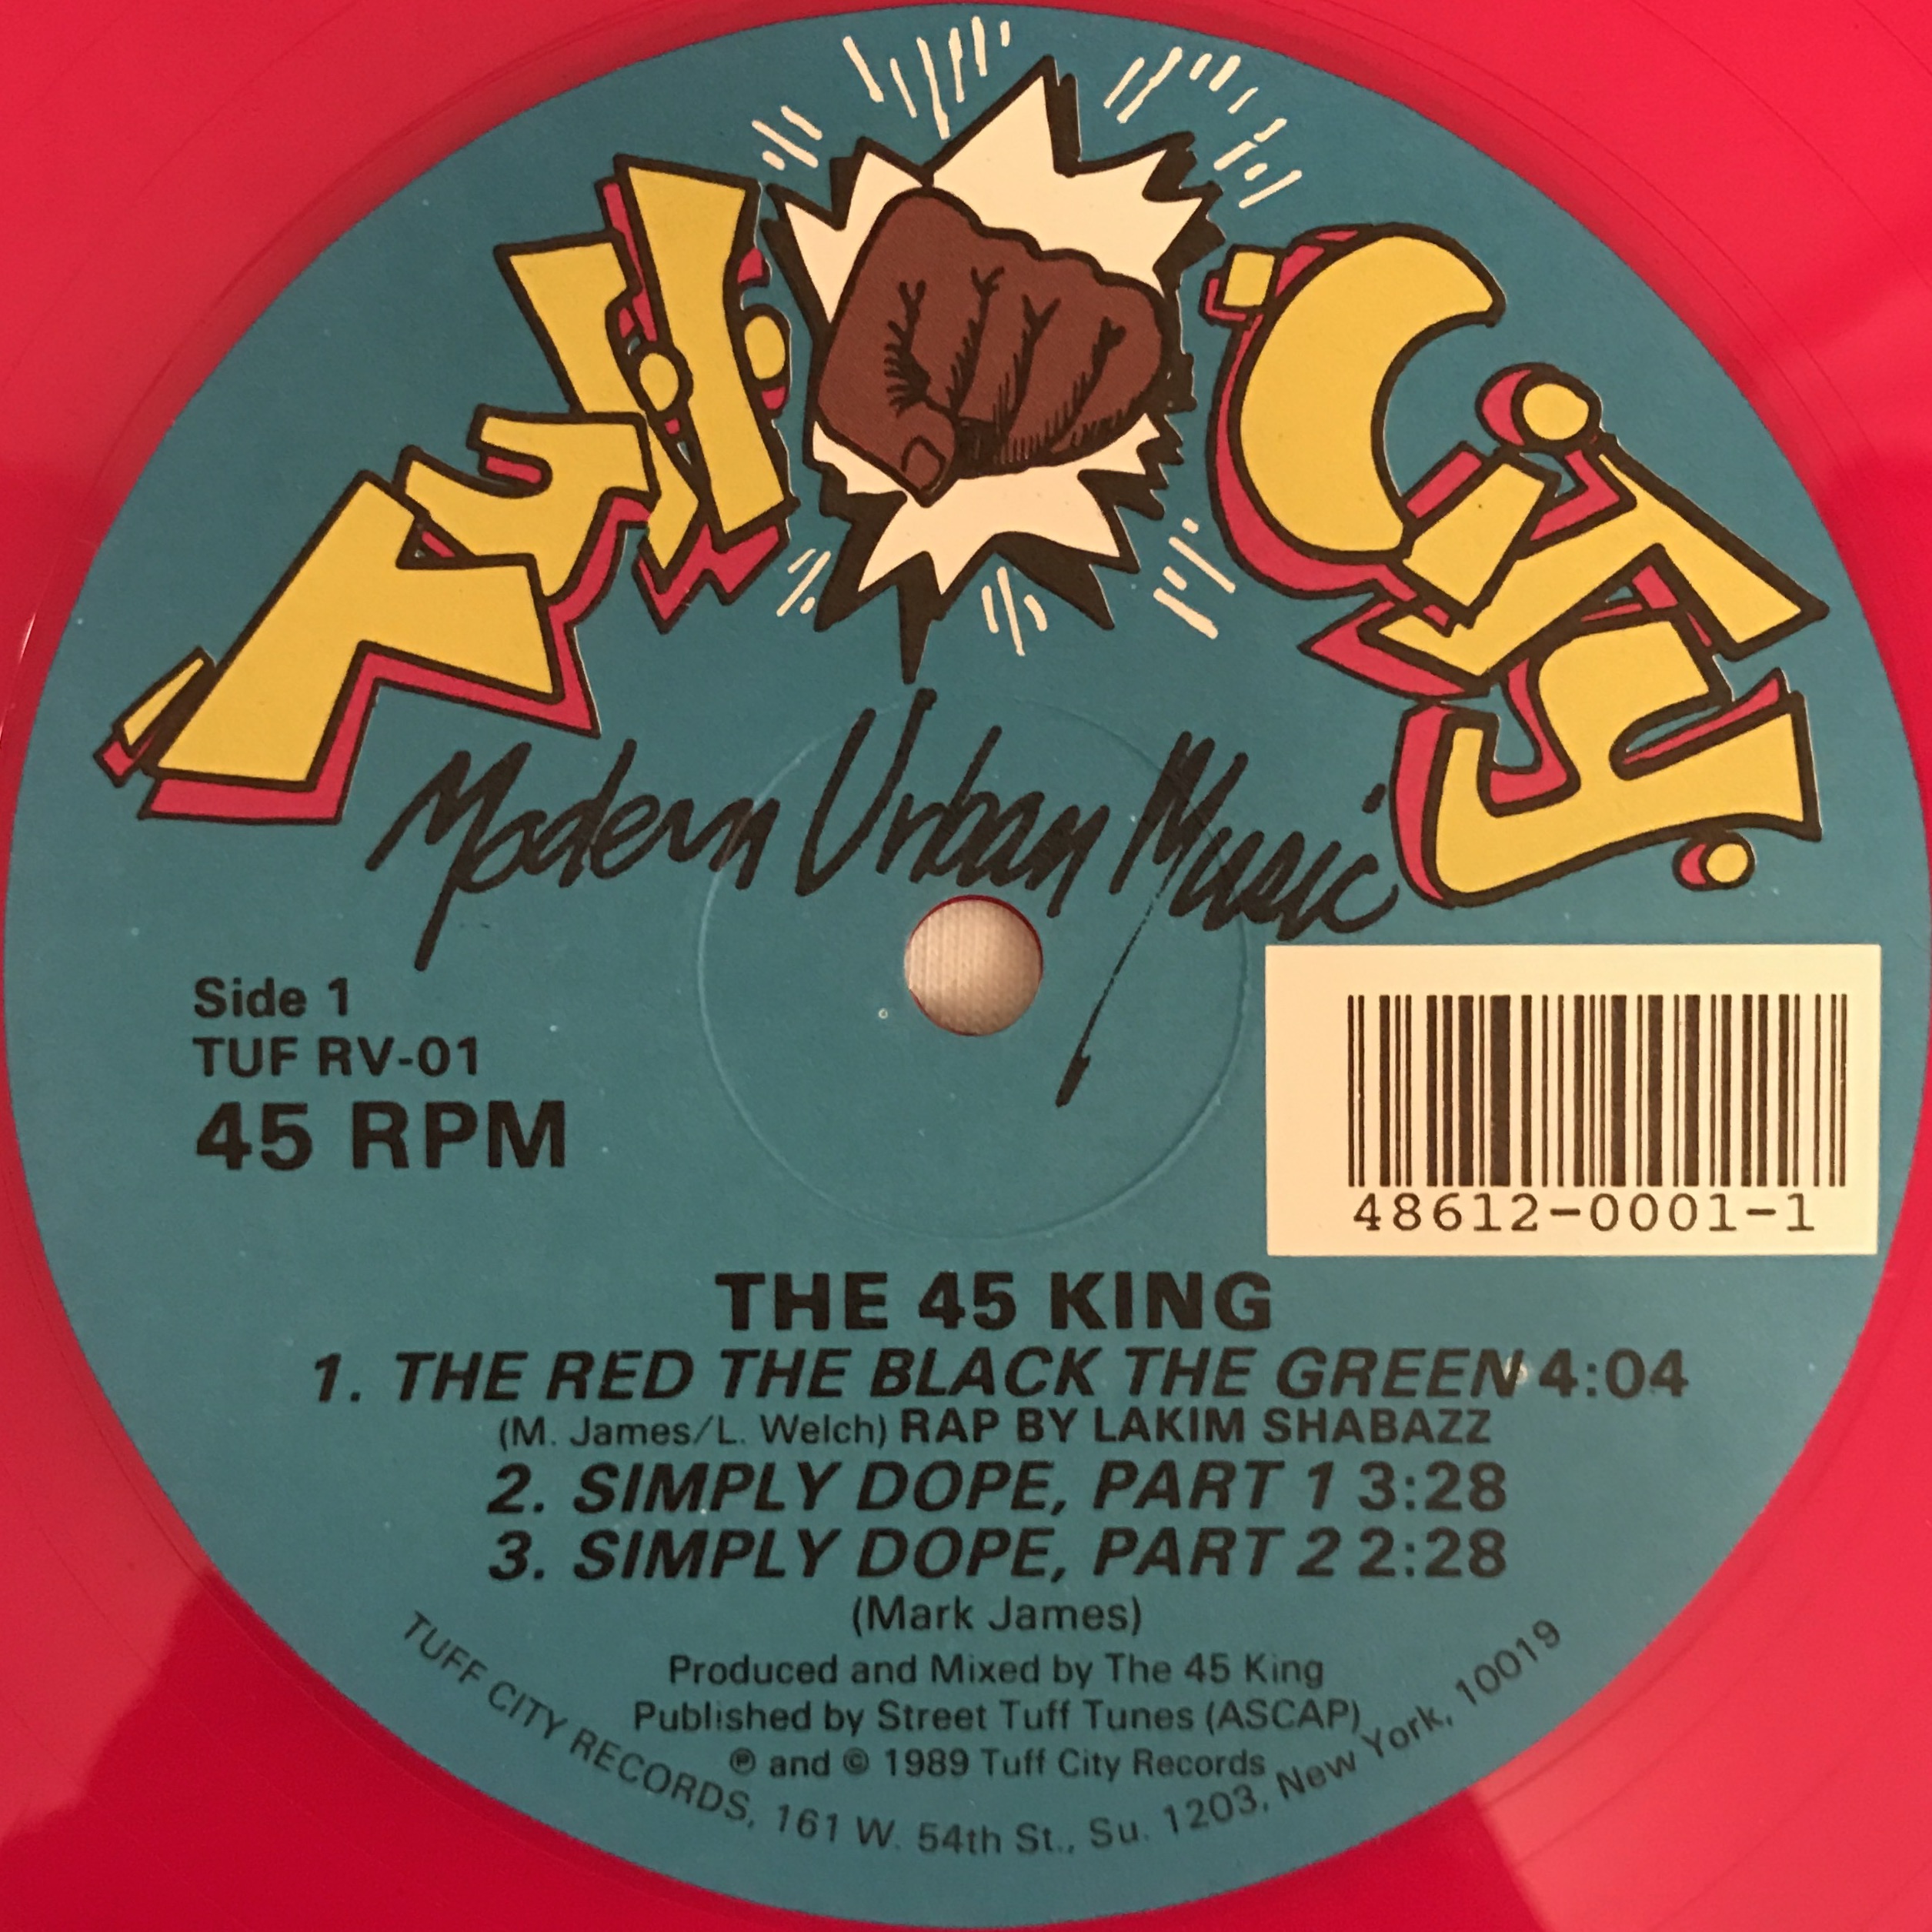 Tuff City
Modern Urban Music
Side 1
TUF RV-01
45 RPM
48612-0001-1
THE 45 KING
1. THE RED THE BLACK THE GREEN 4:04
(M. James/L. Welch) RAP BY LAKIM SHABAZZ
2. SIMPLY DOPE, PART 1 3:28
3. SIMPLY DOPE, PART 2 2:28
(Mark James)
Produced and Mixed by The 45 King
Published by Street Tuff Tunes (ASCAP)
℗ and © 1989 Tuff City Records
TUFF CITY RECORDS, 161 W. 54th St., Su. 1203, New York, 10019